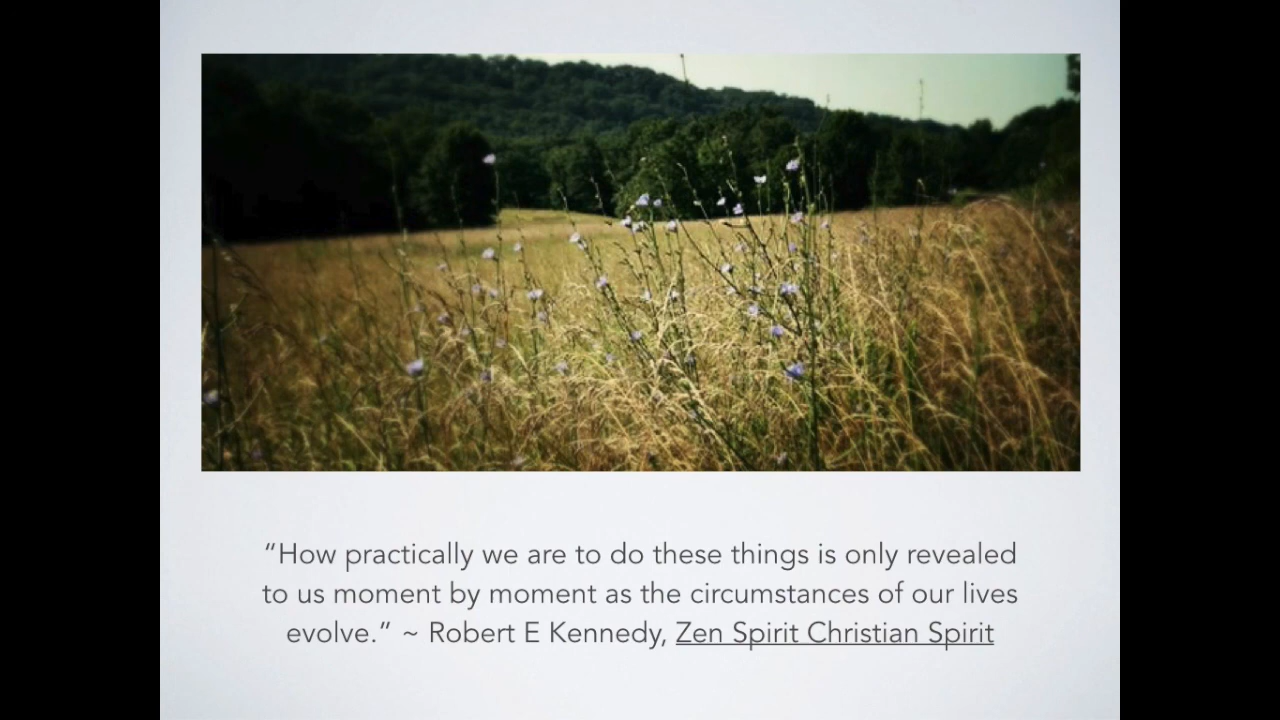 “How practically we are to do these things is only revealed
to us moment by moment as the circumstances of our lives
evolve.” ~ Robert E Kennedy, Zen Spirit Christian Spirit